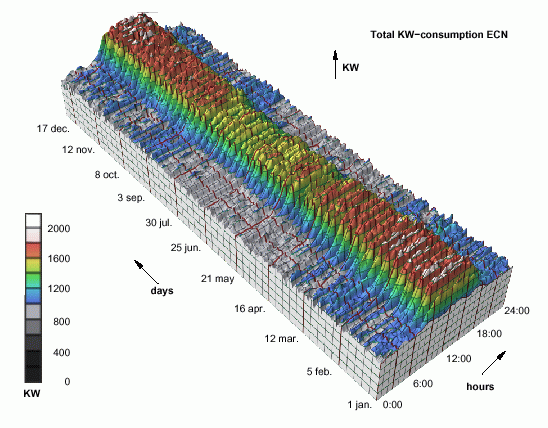 Total KW−consumption ECN
KW
17 dec.
12 nov.
8 oct.
3 sep.
30 jul.
25 jun.
21 may
16 apr.
12 mar.
5 feb.
1 jan.
days
0:00
6:00
12:00
18:00
24:00
hours
2000
1600
1200
800
400
0
KW